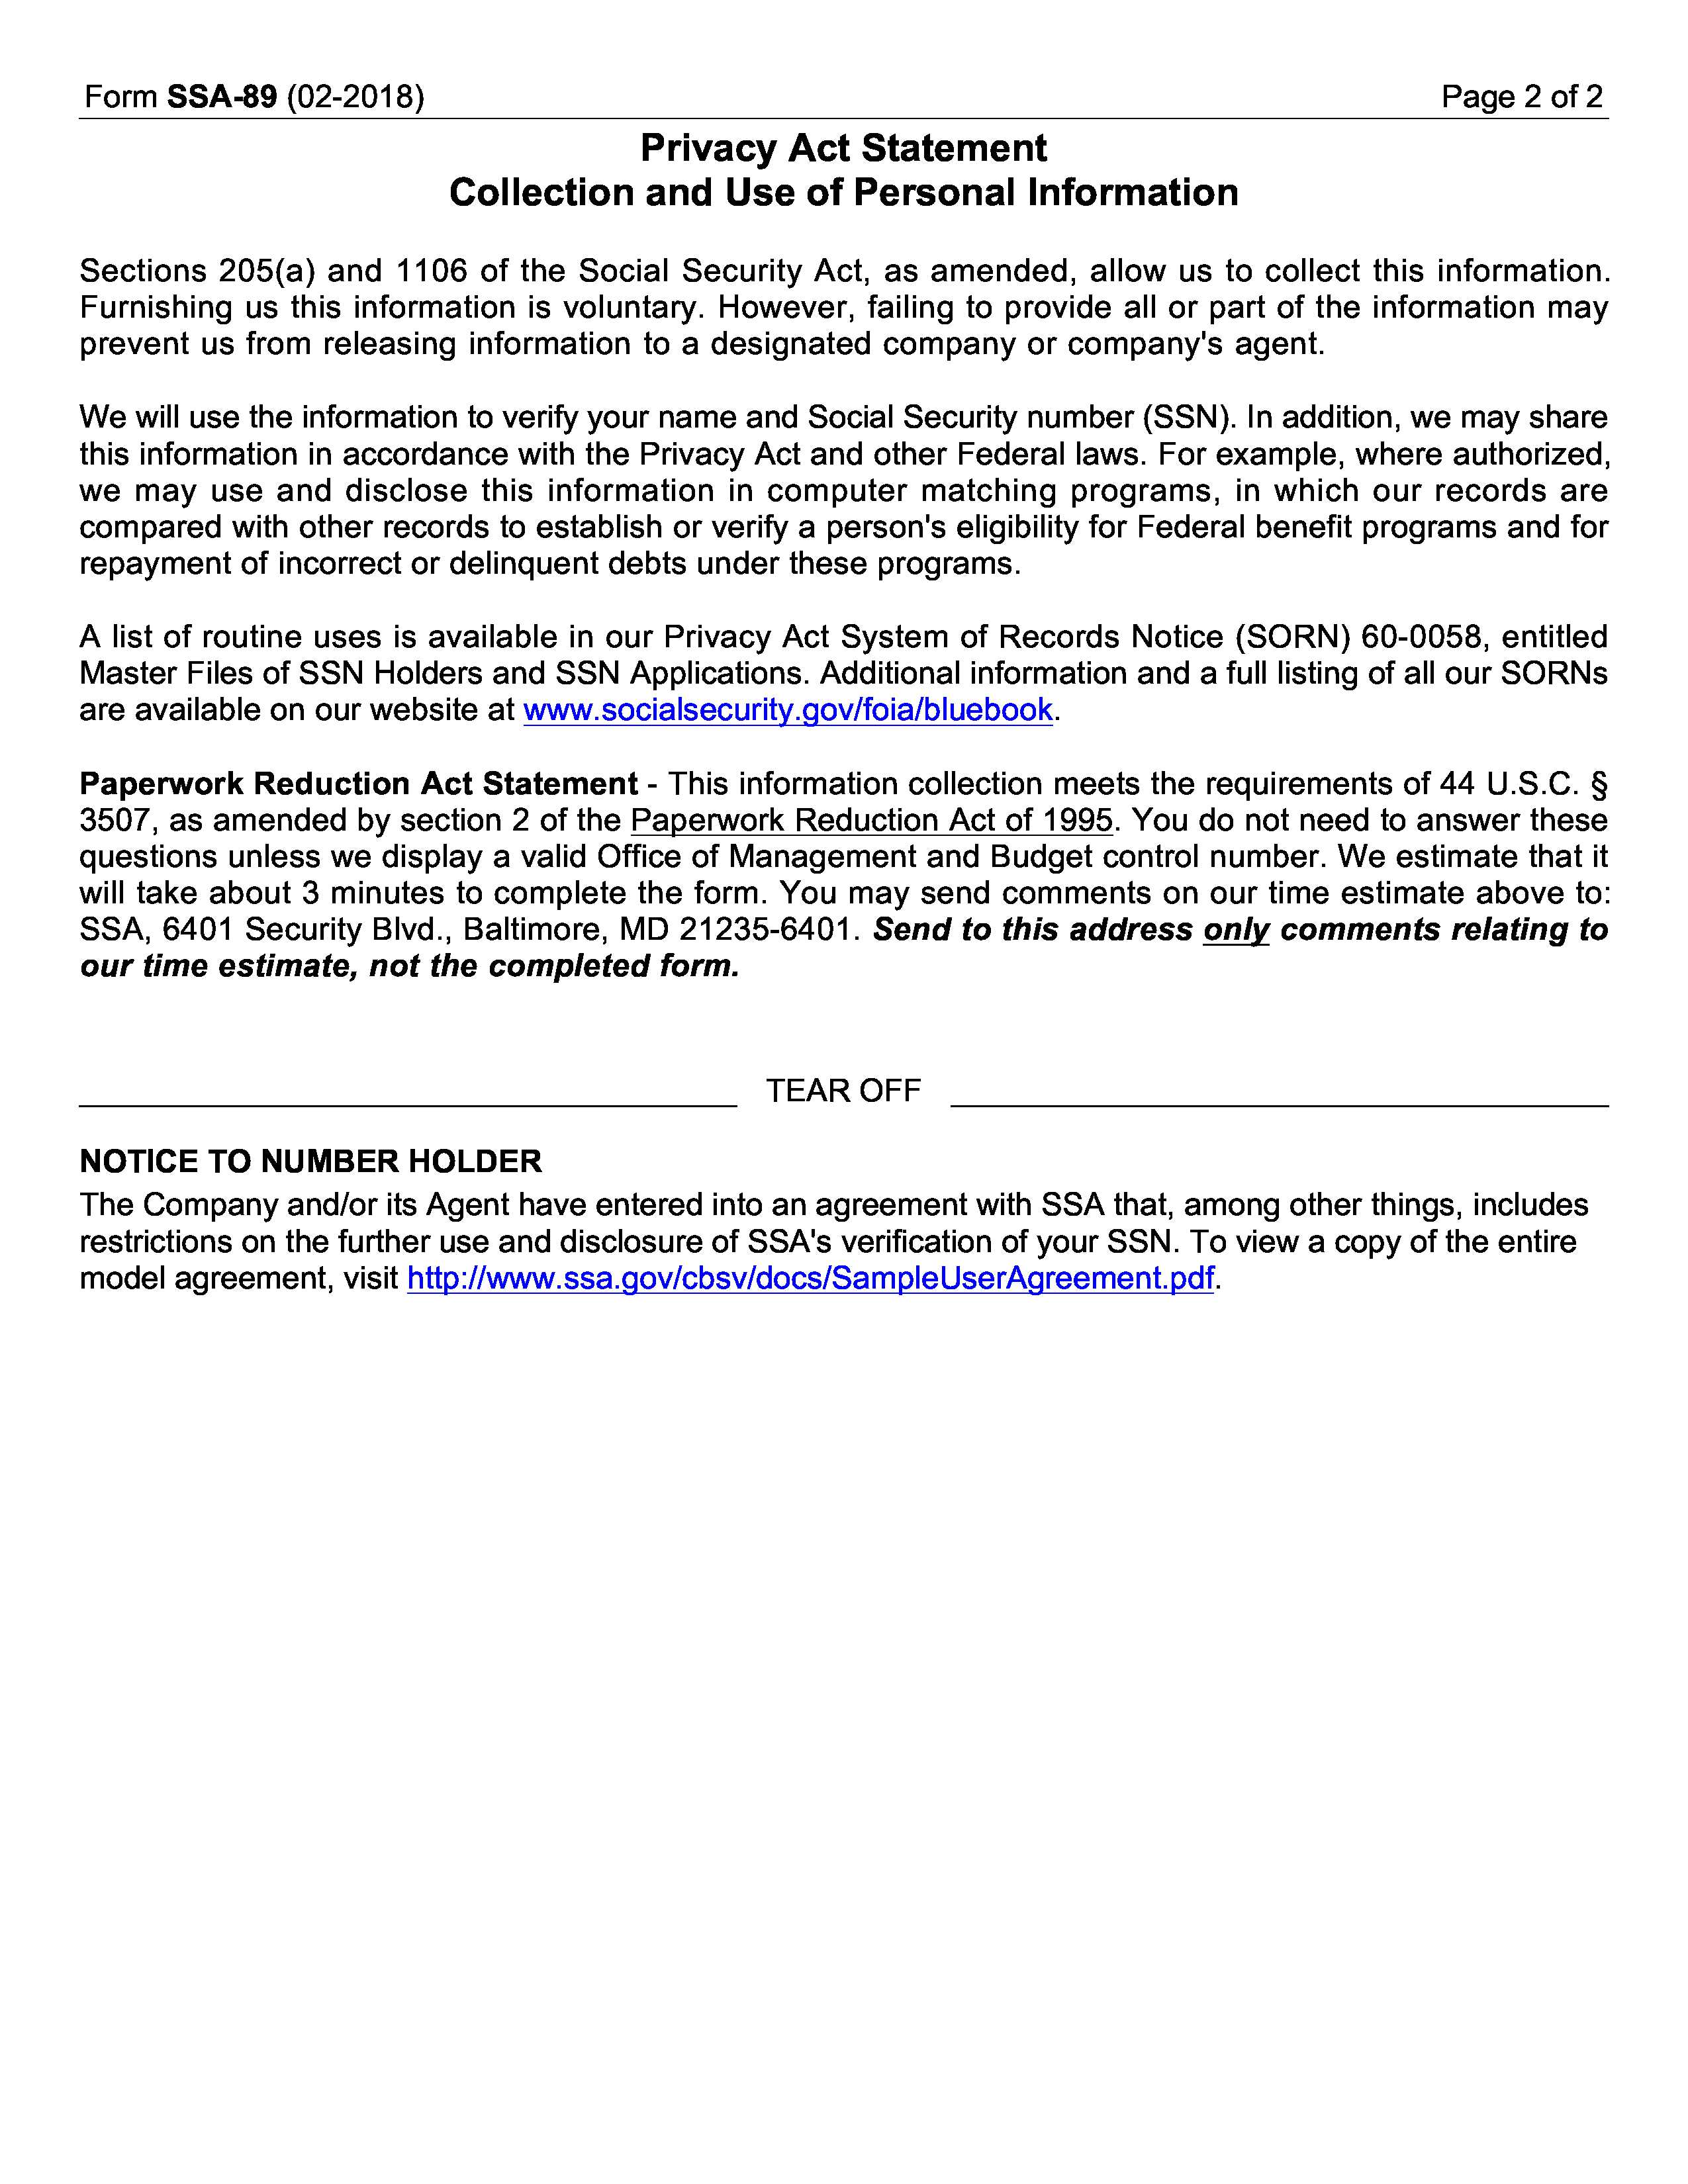 Form SSA-89 (02-2018) Page 2 of 2
Privacy Act Statement
Collection and Use of Personal Information
Sections 205(a) and 1106 of the Social Security Act, as amended, allow us to collect this information.
Furnishing us this information is voluntary. However, failing to provide all or part of the information may
prevent us from releasing information to a designated company or company's agent.
We will use the information to verify your name and Social Security number (SSN). In addition, we may share
this information in accordance with the Privacy Act and other Federal laws. For example, where authorized,
we may use and disclose this information in computer matching programs, in which our records are
compared with other records to establish or verify a person's eligibility for Federal benefit programs and for
repayment of incorrect or delinquent debts under these programs.
A list of routine uses is available in our Privacy Act System of Records Notice (SORN) 60-0058, entitled
Master Files of SSN Holders and SSN Applications. Additional information and a full listing of all our SORNs
are available on our website at www.socialsecurity.gov/foia/bluebook.
Paperwork Reduction Act Statement - This information collection meets the requirements of 44 U.S.C. §
3507, as amended by section 2 of the Paperwork Reduction Act of 1995. You do not need to answer these
questions unless we display a valid Office of Management and Budget control number. We estimate that it
will take about 3 minutes to complete the form. You may send comments on our time estimate above to:
SSA, 6401 Security Blvd., Baltimore, MD 21235-6401. Send to this address only comments relating to
our time estimate, not the completed form.
TEAR OFF
NOTICE TO NUMBER HOLDER
The Company and/or its Agent have entered into an agreement with SSA that, among other things, includes
restrictions on the further use and disclosure of SSA's verification of your SSN. To view a copy of the entire
model agreement, visit http://www.ssa.gov/cbsv/docs/SampleUserAgreement.pdf.